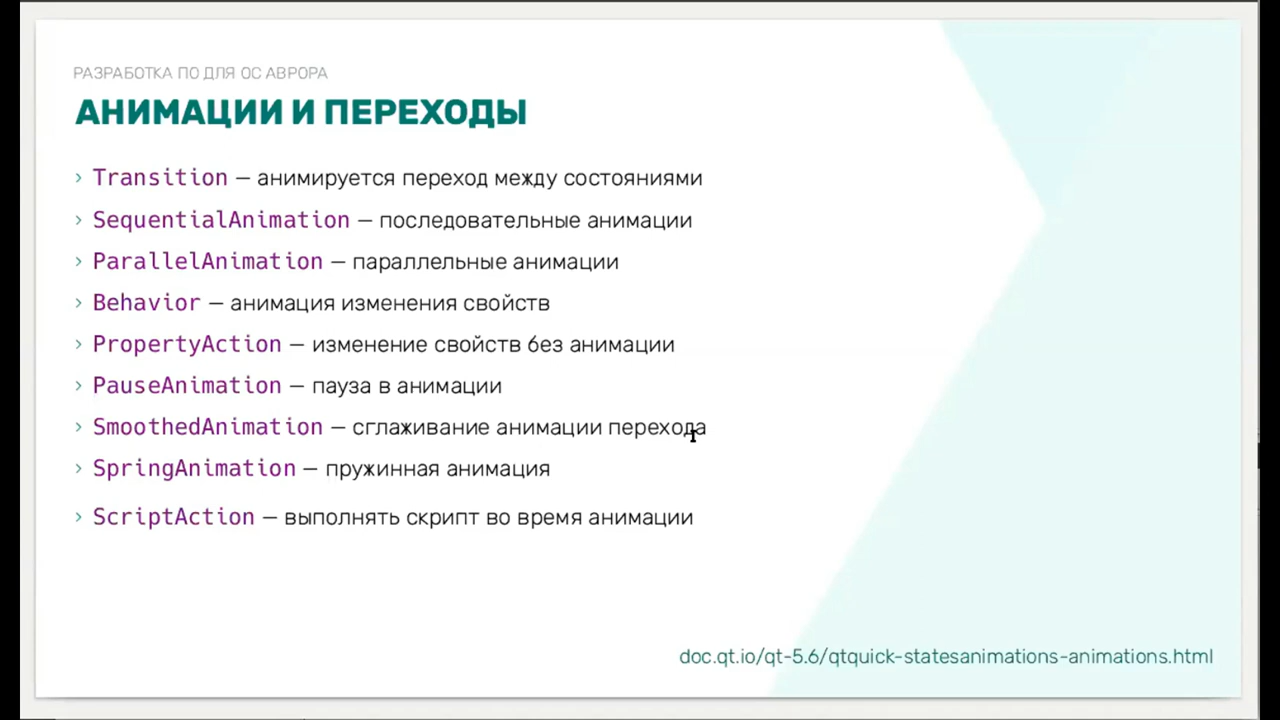 РАЗРАБОТКА ПО ДЛЯ ОС АВРОРА
АНИМАЦИИ И ПЕРЕХОДЫ
› Transition — анимируется переход между состояниями
› SequentialAnimation — последовательные анимации
› ParallelAnimation — параллельные анимации
› Behavior — анимация изменения свойств
› PropertyAction — изменение свойств без анимации
› PauseAnimation — пауза в анимации
› SmoothedAnimation — сглаживание анимации перехода
› SpringAnimation — пружинная анимация
› ScriptAction — выполнять скрипт во время анимации
doc.qt.io/qt-5.6/qtquick-statesanimations-animations.html